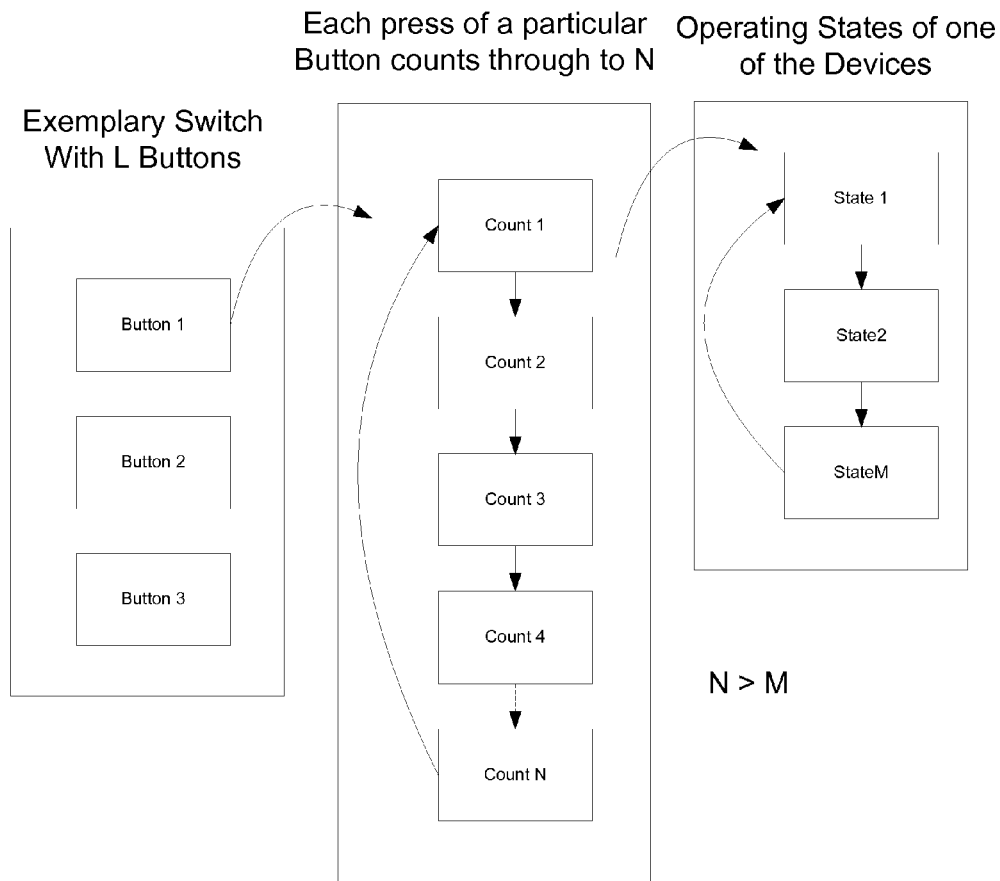 Exemplary Switch
With L Buttons
Button 1
Button 2
Button 3
Each press of a particular
Button counts through to N
Count 1
Count 2
Count 3
Count 4
Count N
Operating States of one
of the Devices
State 1
State2
StateM
N > M